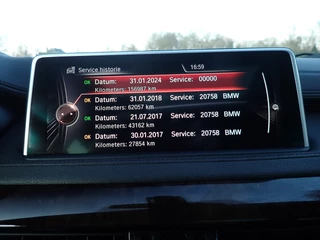 Service historie 16:59
OK Datum: 31.01.2024 Service: 00000
Kilometers: 156987 km
OK Datum: 31.01.2018 Service: 20758 BMW
Kilometers: 62057 km
OK Datum: 21.07.2017 Service: 20758 BMW
Kilometers: 43162 km
OK Datum: 30.01.2017 Service: 20758 BMW
Kilometers: 27854 km